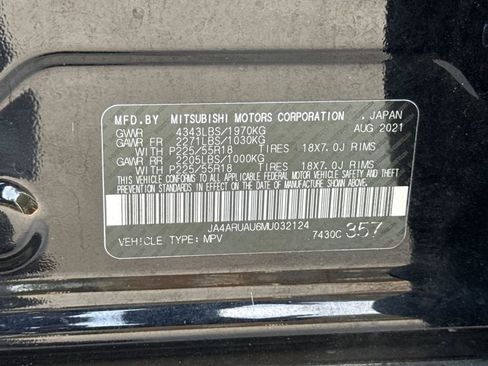 MFD.BY MITSUBISHI MOTORS CORPORATION . JAPAN
GVWR 4343LBS/1970KG AUG 2021
GAWR FR 2271LBS/1030KG
WITH P225/55R18 TIRES 18X7.0J RIMS
GAWR RR 2205LBS/1000KG
WITH P225/55R18 TIRES 18X7.0J RIMS
THIS VEHICLE CONFORMS TO ALL APPLICABLE FEDERAL MOTOR VEHICLE SAFETY AND THEFT
PREVENTION STANDARDS IN EFFECT ON THE DATE OF MANUFACTURE SHOWN ABOVE.
JA4ARUAU6MU032124
VEHICLE TYPE: MPV 7430C 357